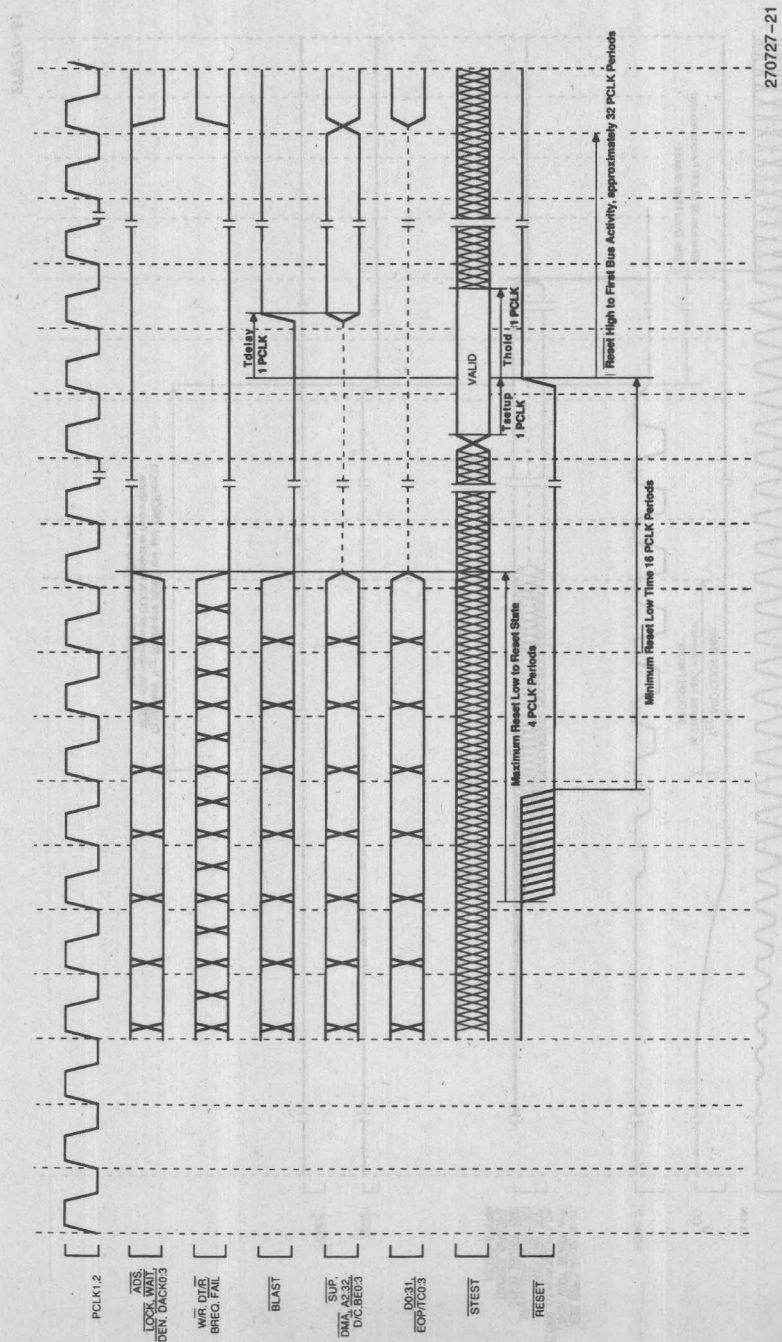 PCLK1,2
ADS,
LOCK, WAIT,
DEN, DACK0:3
W/R, DT/R,
BREQ, FAIL
BLAST
SUP,
DMA, A2:32,
D/C,BE0:3
D0:31,
EOP/TC0:3
STEST
RESET
Tdelay
1 PCLK
VALID
Tsetup
1 PCLK
Thold
1 PCLK
Maximum Reset Low to Reset State
4 PCLK Periods
Minimum Reset Low Time 16 PCLK Periods
Reset High to First Bus Activity, approximately 32 PCLK Periods
270727-21